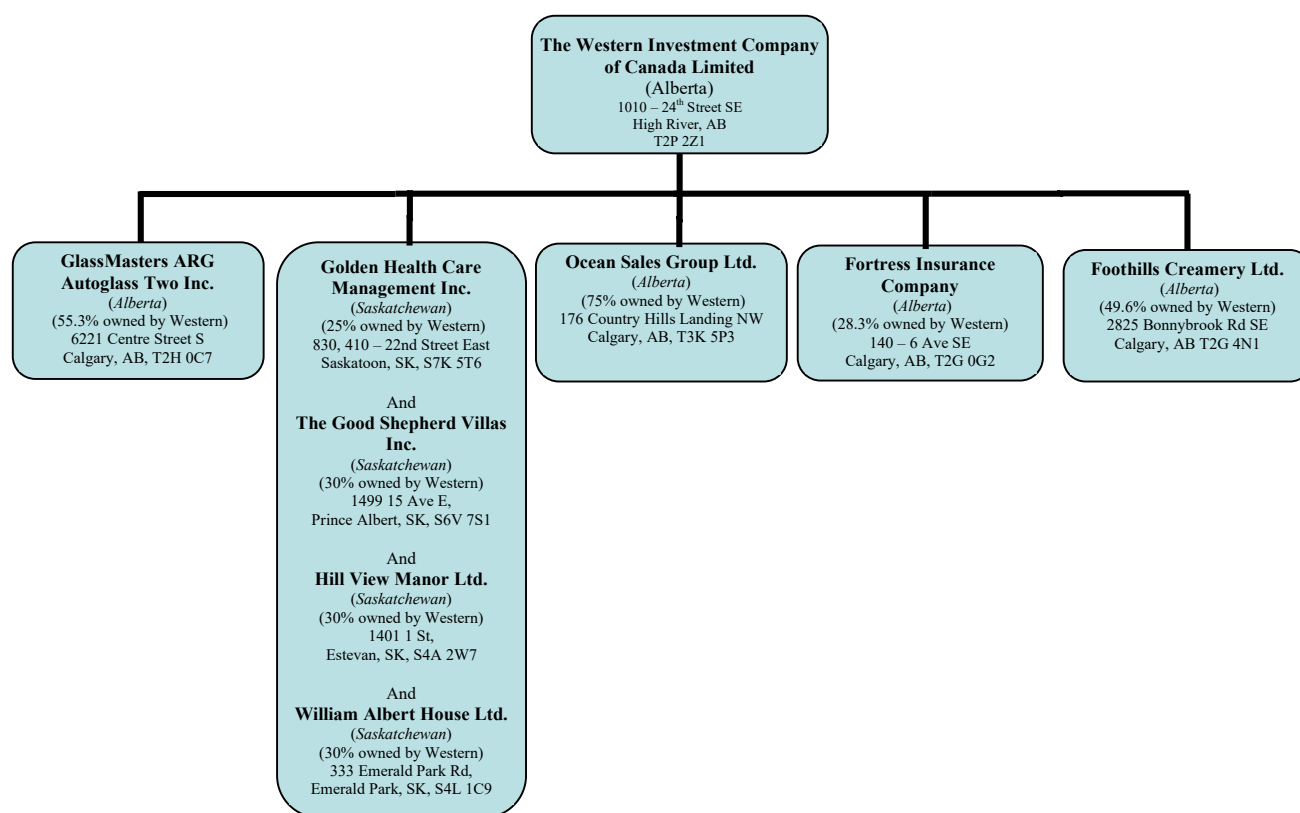 The Western Investment Company
of Canada Limited
(Alberta)
1010 – 24th Street SE
High River, AB
T2P 2Z1
GlassMasters ARG
Autoglass Two Inc.
(Alberta)
(55.3% owned by Western)
6221 Centre Street S
Calgary, AB, T2H 0C7
Golden Health Care
Management Inc.
(Saskatchewan)
(25% owned by Western)
830, 410 – 22nd Street East
Saskatoon, SK, S7K 5T6
And
The Good Shepherd Villas
Inc.
(Saskatchewan)
(30% owned by Western)
1499 15 Ave E,
Prince Albert, SK, S6V 7S1
And
Hill View Manor Ltd.
(Saskatchewan)
(30% owned by Western)
1401 1 St,
Estevan, SK, S4A 2W7
And
William Albert House Ltd.
(Saskatchewan)
(30% owned by Western)
333 Emerald Park Rd,
Emerald Park, SK, S4L 1C9
Ocean Sales Group Ltd.
(Alberta)
(75% owned by Western)
176 Country Hills Landing NW
Calgary, AB, T3K 5P3
Fortress Insurance
Company
(Alberta)
(28.3% owned by Western)
140 – 6 Ave SE
Calgary, AB, T2G 0G2
Foothills Creamery Ltd.
(Alberta)
(49.6% owned by Western)
2825 Bonnybrook Rd SE
Calgary, AB T2G 4N1